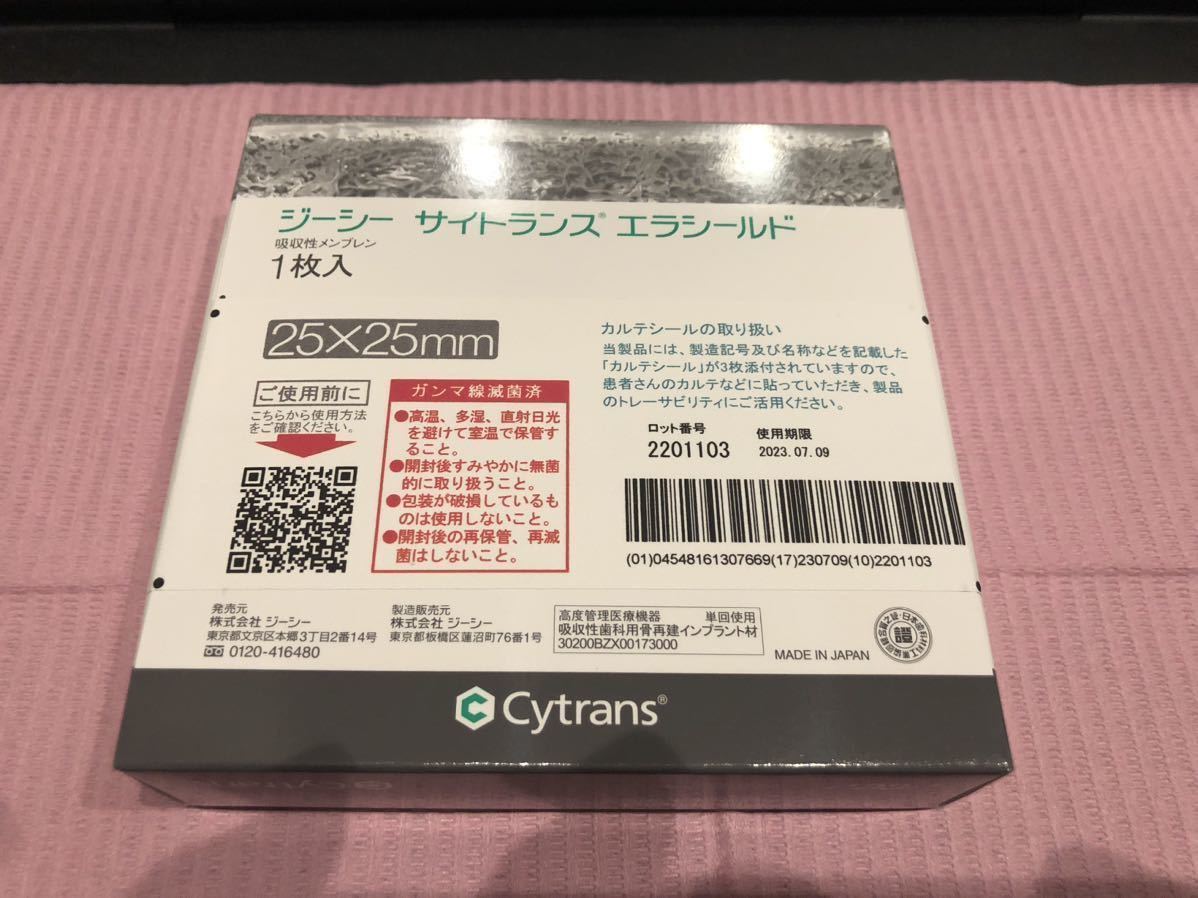 ジーシー サイトランス® エラシールド
吸収性メンブレン
1枚入
25×25mm
ご使用前に
こちらから使用方法
をご確認ください。
ガンマ線滅菌済
●高温、多湿、直射日光
を避けて室温で保管す
ること。
●開封後すみやかに無菌
的に取り扱うこと。
●包装が破損しているも
のは使用しないこと。
●開封後の再保管、再滅
菌はしないこと。
カルテシールの取り扱い
当製品には、製造記号及び名称などを記載した
「カルテシール」が3枚添付されていますので、
患者さんのカルテなどに貼っていただき、製品
のトレーサビリティにご活用ください。
ロット番号 使用期限
2201103 2023.07.09
(01)04548161307669(17)230709(10)2201103
発売元
株式会社 ジーシー
東京都文京区本郷3丁目2番14号
0120-416480
製造販売元
株式会社 ジーシー
東京都板橋区蓮沼町76番1号
高度管理医療機器 単回使用
吸収性歯科用骨再建インプラント材
30200BZX00173000
MADE IN JAPAN
證
Cytrans®